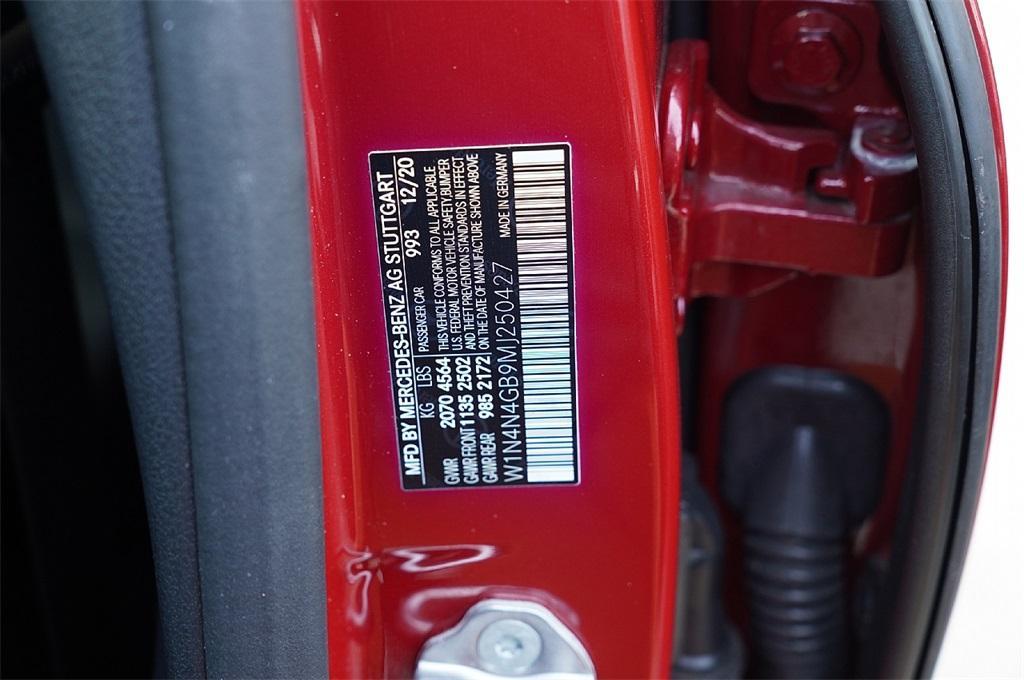 MFD BY MERCEDES-BENZ AG STUTTGART
KG LBS PASSENGER CAR 993 12/20
GVWR 2070 4564 THIS VEHICLE CONFORMS TO ALL APPLICABLE
GAWR FRONT 1135 2502 U.S. FEDERAL MOTOR VEHICLE SAFETY, BUMPER
GAWR REAR 985 2172 AND THEFT PREVENTION STANDARDS IN EFFECT
ON THE DATE OF MANUFACTURE SHOWN ABOVE
W1N4N4GB9MJ250427 MADE IN GERMANY